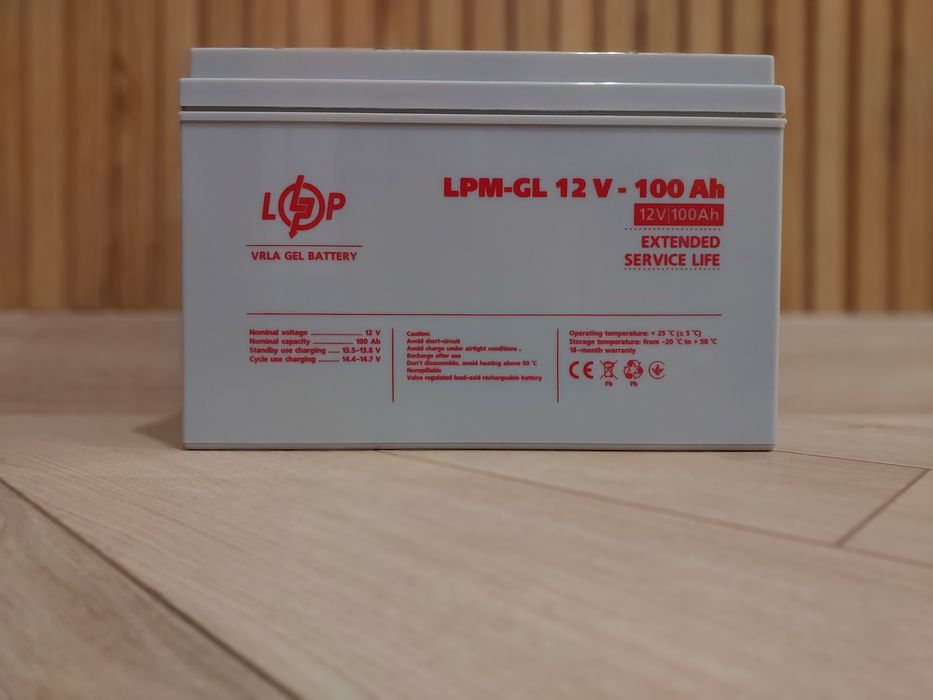 LOP
VRLA GEL BATTERY
LPM-GL 12 V - 100 Ah
12V|100Ah
EXTENDED
SERVICE LIFE
Nominal voltage ............ 12 V
Nominal capacity ............ 100 Ah
Standby use charging .... 13.5-13.8 V
Cycle use charging ........ 14.4-14.7 V
Caution:
Avoid short-circuit
Avoid charge under airtight conditions .
Recharge after use
Don't disassemble, avoid heating above 50 °C
Nonspillable
Valve regulated lead-acid rechargeable battery
Operating temperature: + 25 °C (± 5 °C)
Storage temperature: from -20 °C to + 50 °C
18-month warranty
CE
Pb Pb